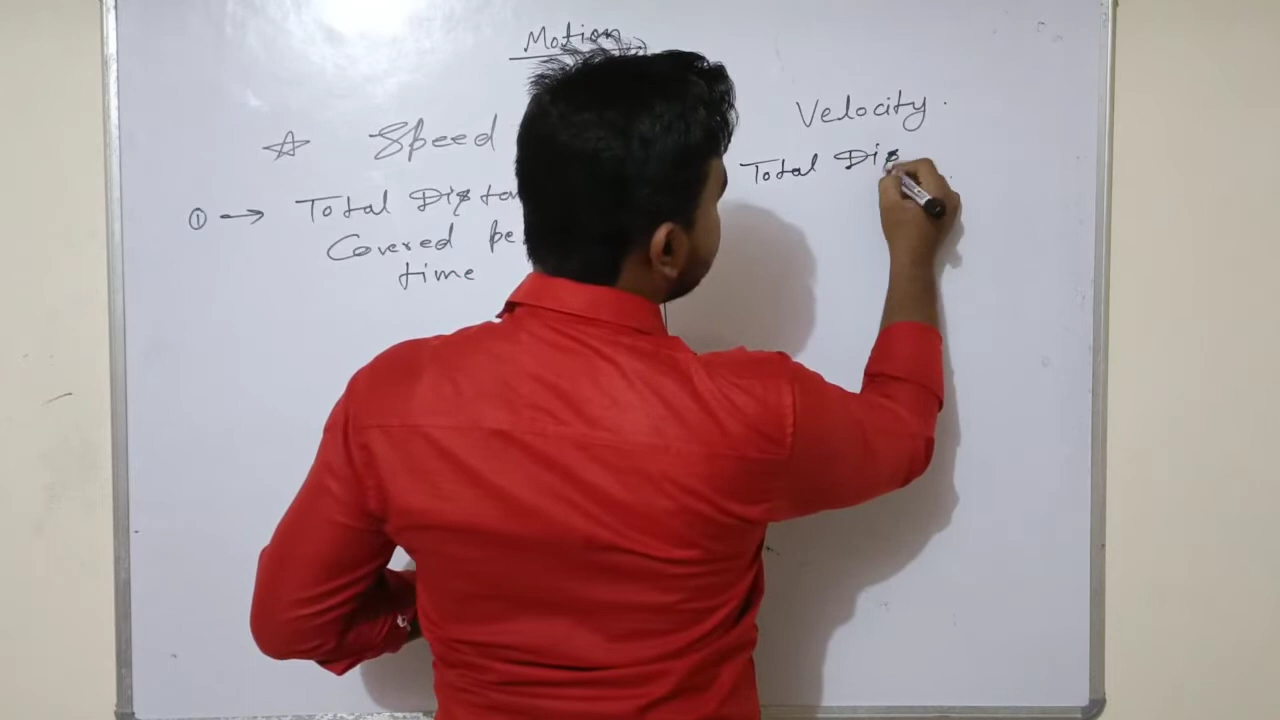 Motion
☆ Speed
Velocity.
① → Total Distan
Covered pe
time
Total Dis